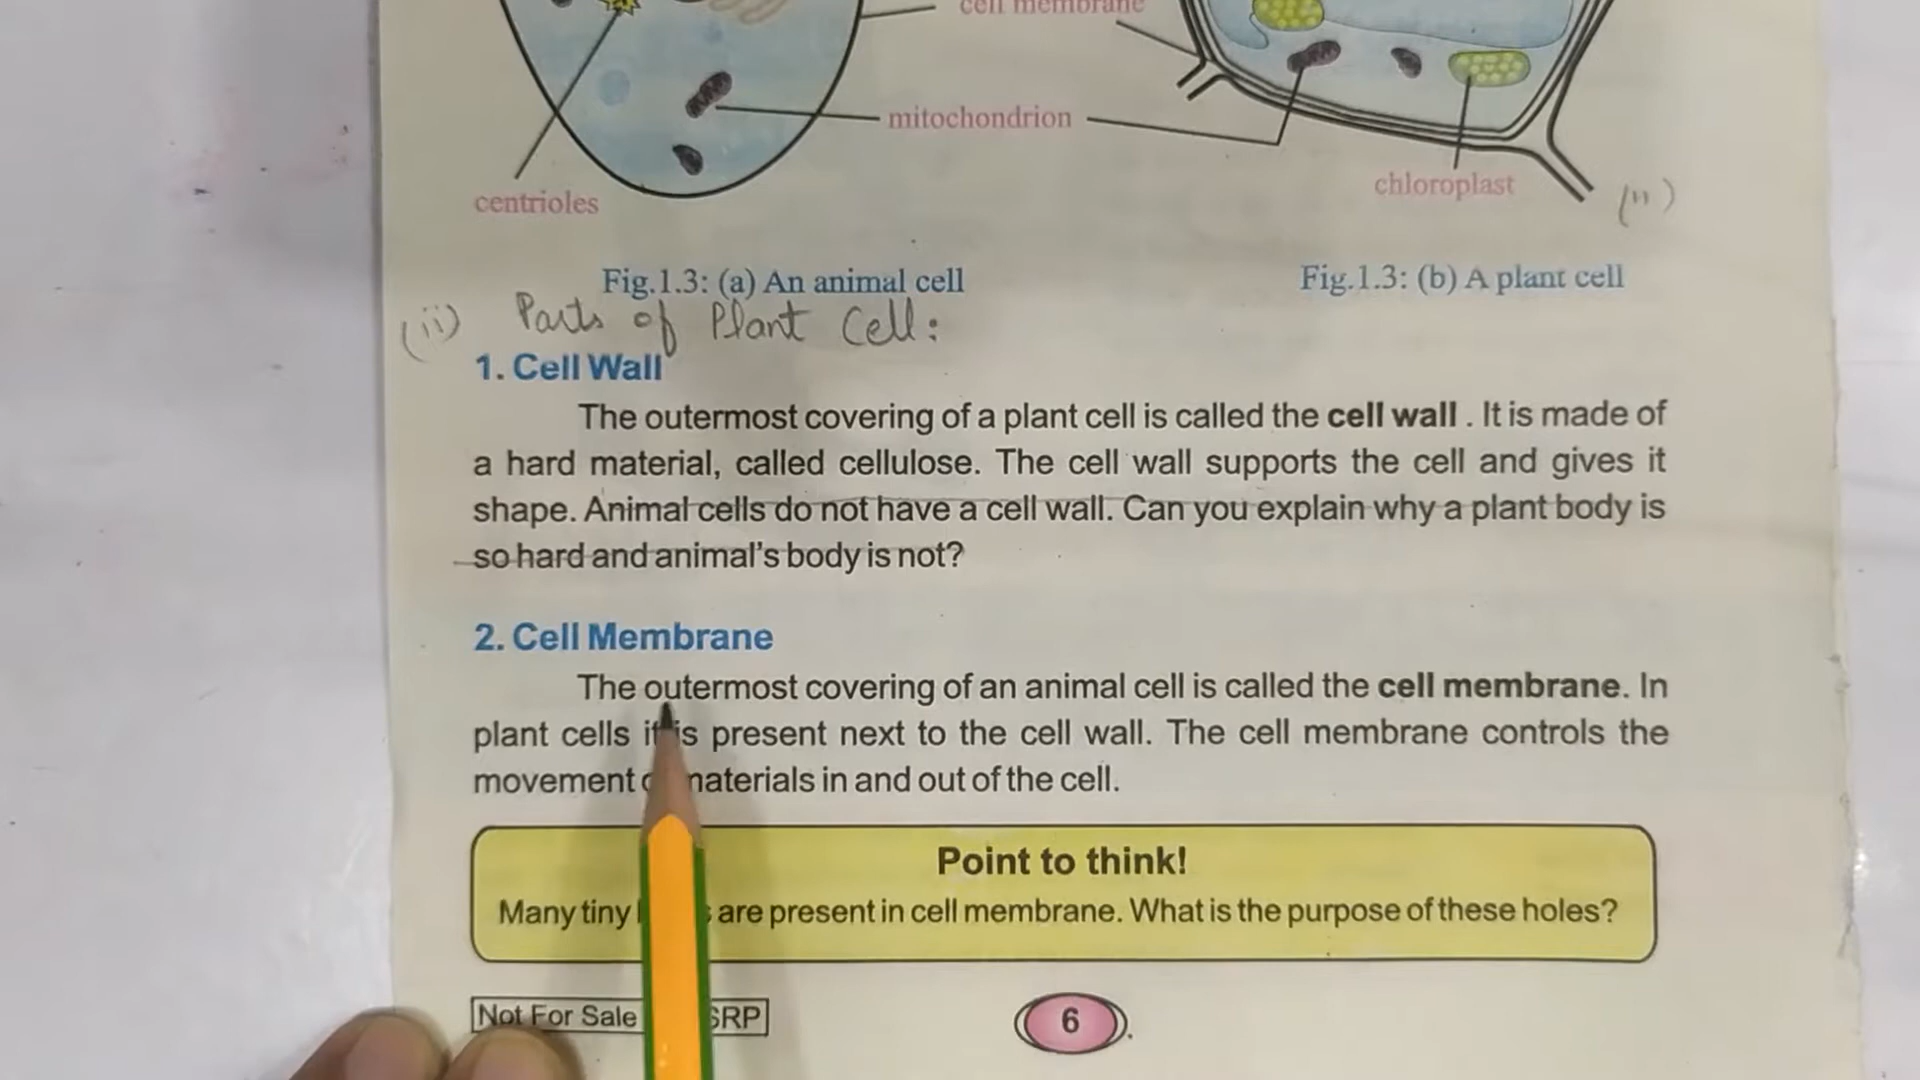 cell membrane
mitochondrion
centrioles
chloroplast
(ii)
Fig.1.3: (a) An animal cell
Fig.1.3: (b) A plant cell
(ii) Parts of Plant Cell:
1. Cell Wall
The outermost covering of a plant cell is called the cell wall . It is made of
a hard material, called cellulose. The cell wall supports the cell and gives it
shape. Animal cells do not have a cell wall. Can you explain why a plant body is
so hard and animal's body is not?
2. Cell Membrane
The outermost covering of an animal cell is called the cell membrane. In
plant cells it is present next to the cell wall. The cell membrane controls the
movement materials in and out of the cell.
Point to think!
Many tiny are present in cell membrane. What is the purpose of these holes?
Not For Sale
6